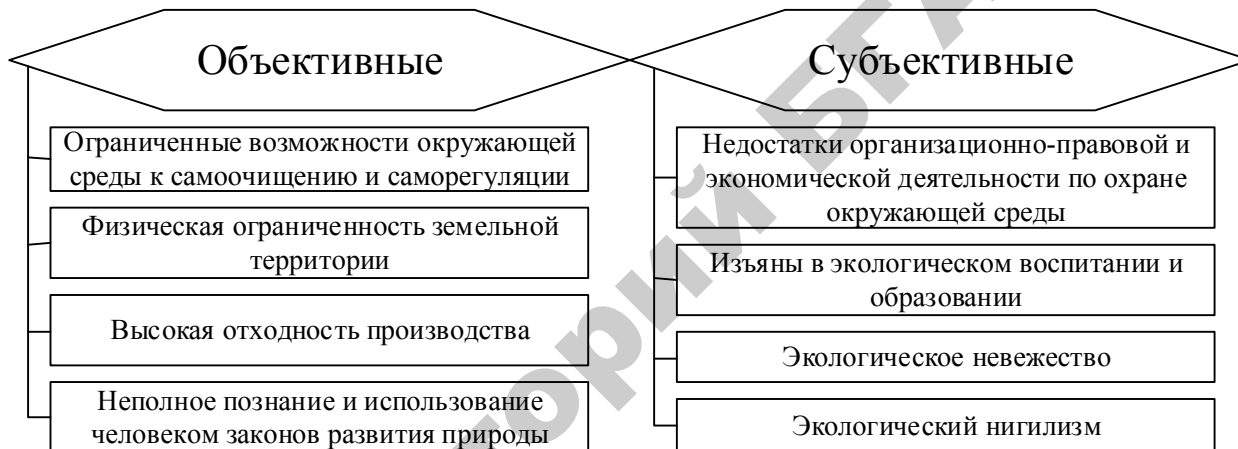 Объективные
Ограниченные возможности окружающей
среды к самоочищению и саморегуляции
Физическая ограниченность земельной
территории
Высокая отходность производства
Неполное познание и использование
человеком законов развития природы
Субъективные
Недостатки организационно-правовой и
экономической деятельности по охране
окружающей среды
Изъяны в экологическом воспитании и
образовании
Экологическое невежество
Экологический нигилизм